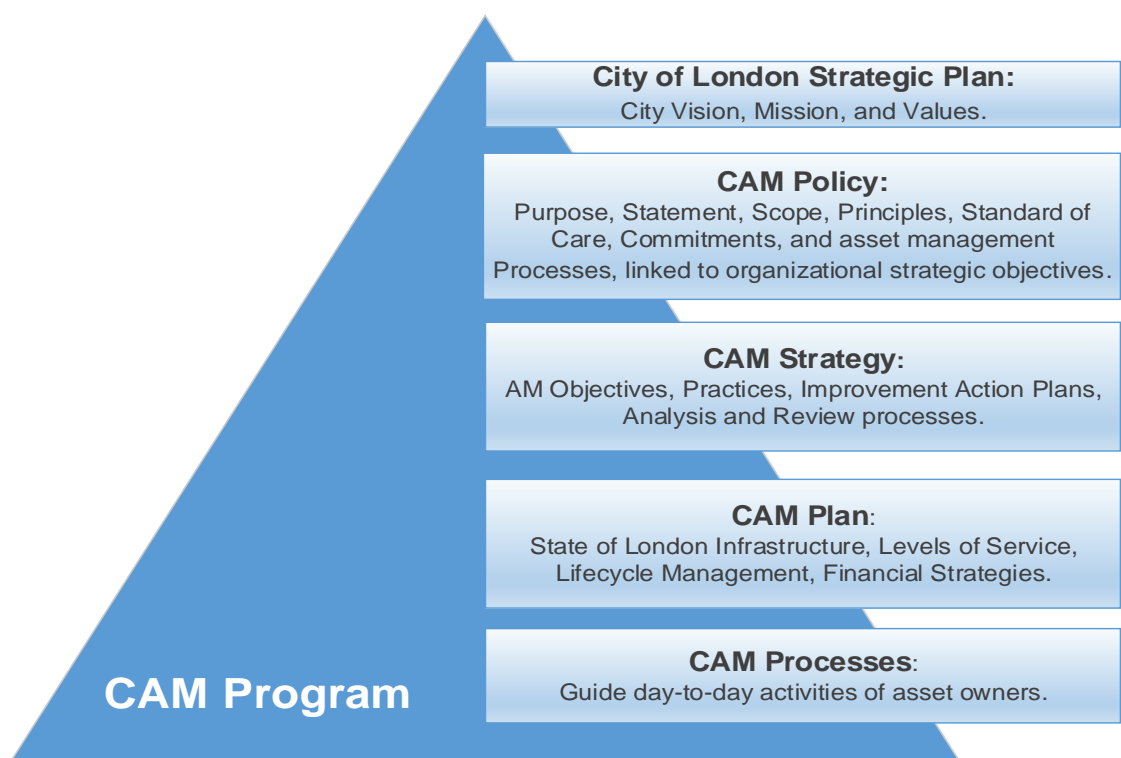 City of London Strategic Plan:
City Vision, Mission, and Values.
CAM Policy:
Purpose, Statement, Scope, Principles, Standard of
Care, Commitments, and asset management
Processes, linked to organizational strategic objectives.
CAM Strategy:
AM Objectives, Practices, Improvement Action Plans,
Analysis and Review processes.
CAM Plan:
State of London Infrastructure, Levels of Service,
Lifecycle Management, Financial Strategies.
CAM Processes:
Guide day-to-day activities of asset owners.
CAM Program